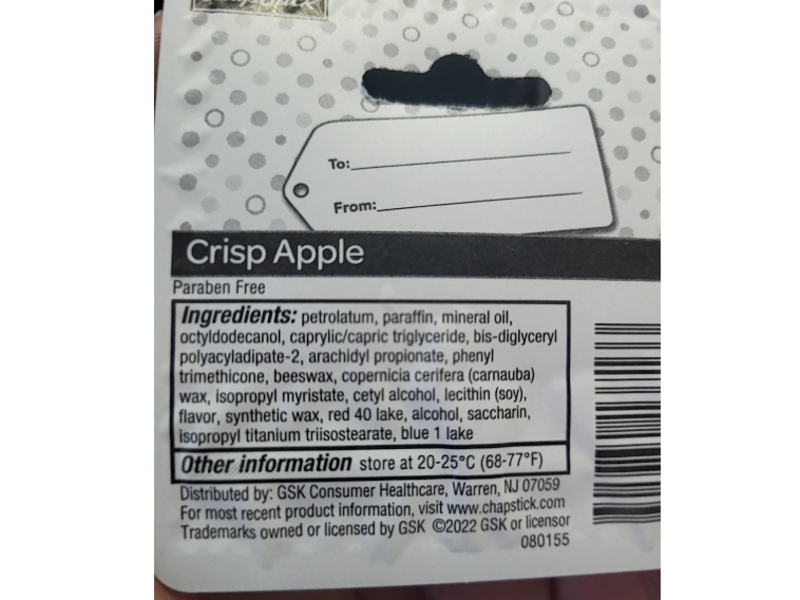 To:
From:
Crisp Apple
Paraben Free
Ingredients: petrolatum, paraffin, mineral oil,
octyldodecanol, caprylic/capric triglyceride, bis-diglyceryl
polyacyladipate-2, arachidyl propionate, phenyl
trimethicone, beeswax, copernicia cerifera (carnauba)
wax, isopropyl myristate, cetyl alcohol, lecithin (soy),
flavor, synthetic wax, red 40 lake, alcohol, saccharin,
isopropyl titanium triisostearate, blue 1 lake
Other information store at 20-25°C (68-77°F)
Distributed by: GSK Consumer Healthcare, Warren, NJ 07059
For most recent product information, visit www.chapstick.com
Trademarks owned or licensed by GSK ©2022 GSK or licensor
080155